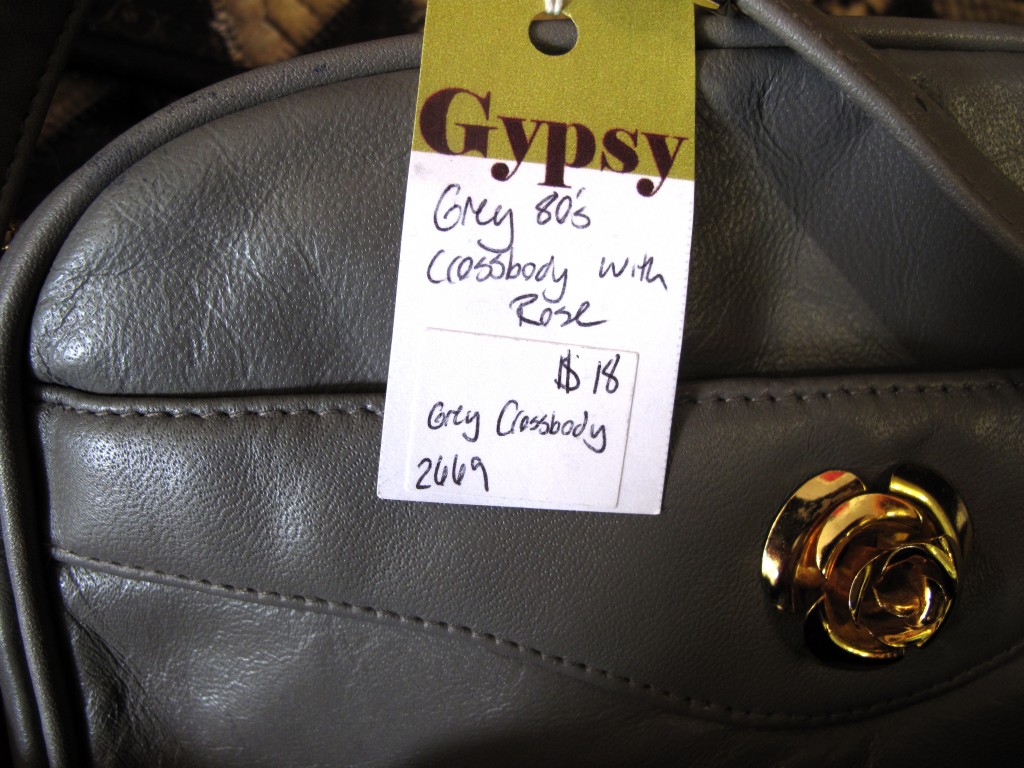 Gypsy
Grey 80's
Crossbody with
Rose
$ 18
Grey Crossbody
2669